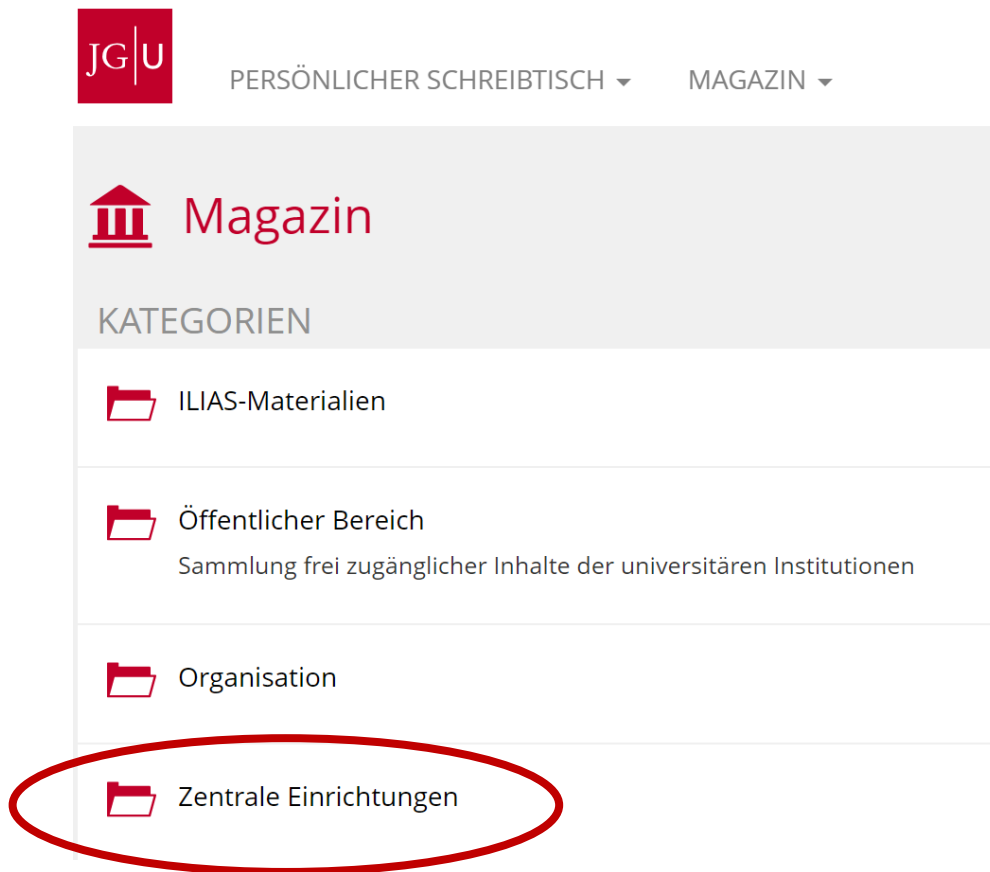 JG|U
PERSÖNLICHER SCHREIBTISCH MAGAZIN
Magazin
KATEGORIEN
ILIAS-Materialien
Öffentlicher Bereich
Sammlung frei zugänglicher Inhalte der universitären Institutionen
Organisation
Zentrale Einrichtungen